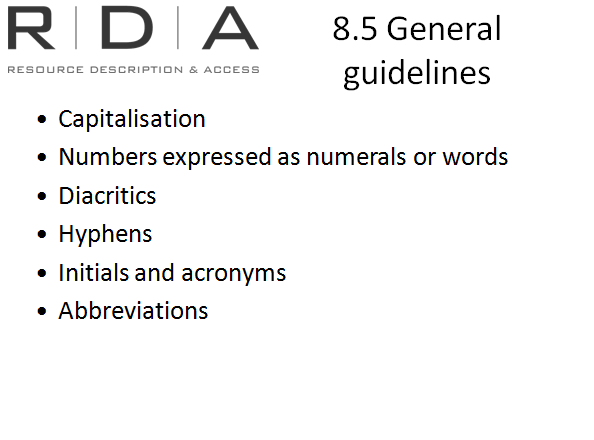 R | D | A
RESOURCE DESCRIPTION & ACCESS
8.5 General
guidelines
• Capitalisation
• Numbers expressed as numerals or words
• Diacritics
• Hyphens
• Initials and acronyms
• Abbreviations